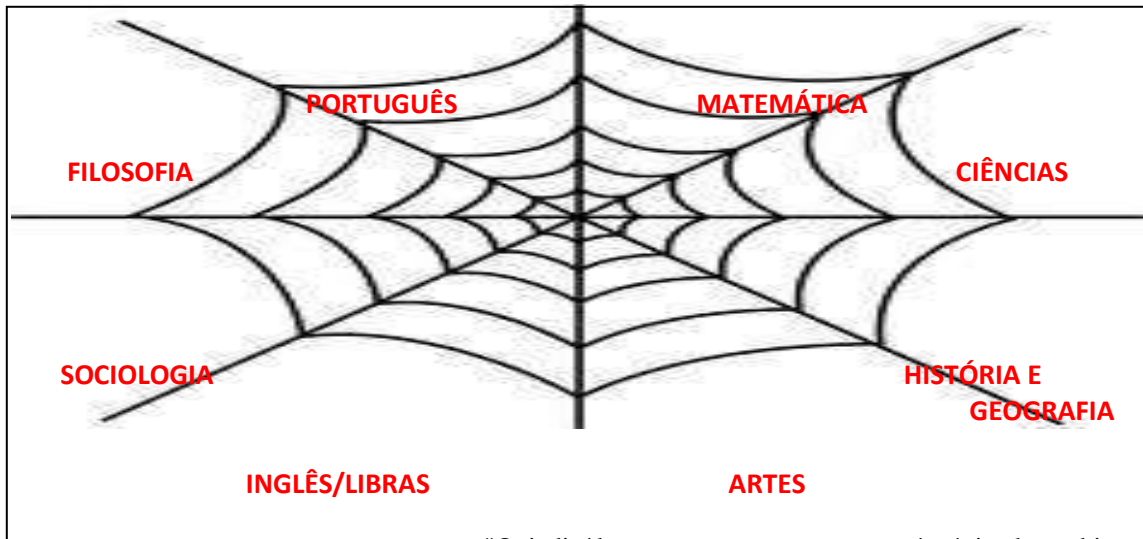 PORTUGUÊS MATEMÁTICA
FILOSOFIA CIÊNCIAS
SOCIOLOGIA HISTÓRIA E
GEOGRAFIA
INGLÊS/LIBRAS ARTES